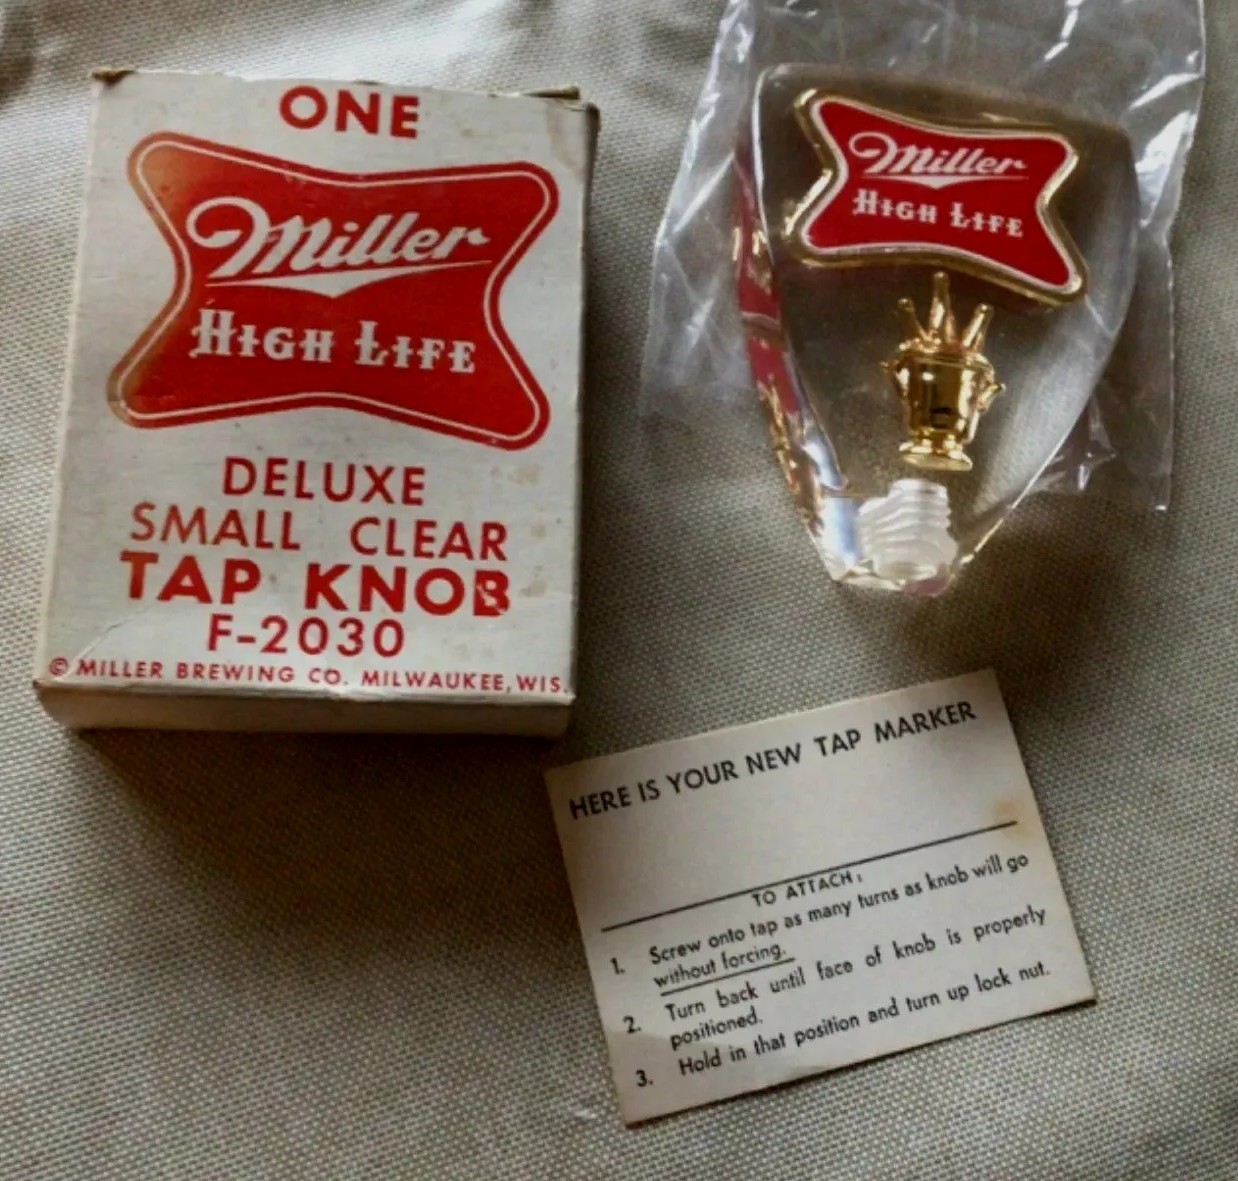 ONE
Miller
HIGH LIFE
DELUXE
SMALL CLEAR
TAP KNOB
F-2030
© MILLER BREWING CO. MILWAUKEE, WIS.
Miller
HIGH LIFE
HERE IS YOUR NEW TAP MARKER
TO ATTACH:
1. Screw onto tap as many turns as knob will go
without forcing.
2. Turn back until face of knob is properly
positioned.
3. Hold in that position and turn up lock nut.